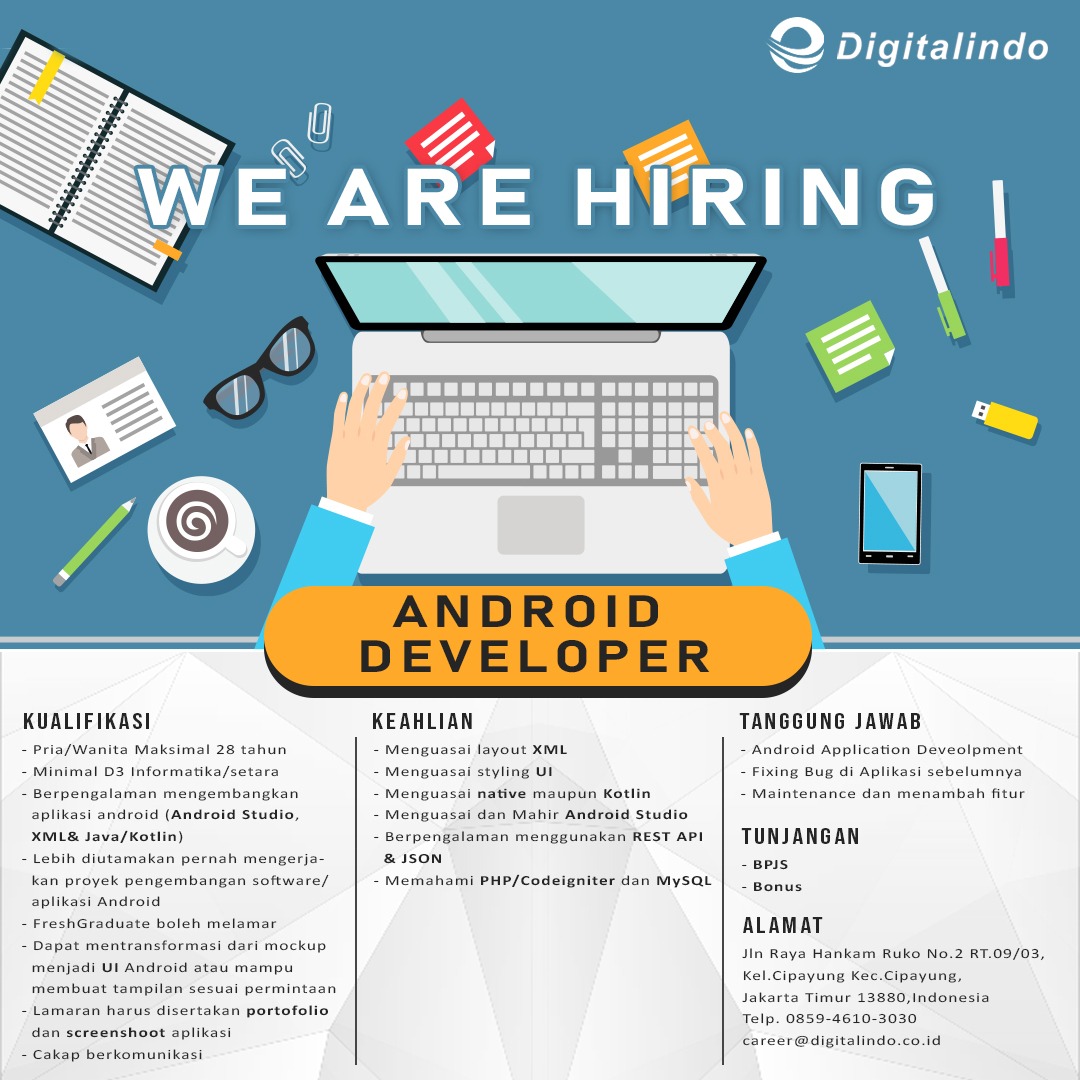 Digitalindo
WE ARE HIRING
ANDROID
DEVELOPER
KUALIFIKASI
- Pria/Wanita Maksimal 28 tahun
- Minimal D3 Informatika/setara
- Berpengalaman mengembangkan
aplikasi android (Android Studio,
XML& Java/Kotlin)
- Lebih diutamakan pernah mengerja-
kan proyek pengembangan software/
aplikasi Android
- FreshGraduate boleh melamar
- Dapat mentransformasi dari mockup
menjadi UI Android atau mampu
membuat tampilan sesuai permintaan
- Lamaran harus disertakan portofolio
dan screenshoot aplikasi
- Cakap berkomunikasi
KEAHLIAN
- Menguasai layout XML
- Menguasai styling UI
- Menguasai native maupun Kotlin
- Menguasai dan Mahir Android Studio
- Berpengalaman menggunakan REST API
& JSON
- Memahami PHP/Codeigniter dan MySQL
TANGGUNG JAWAB
- Android Application Deveolpment
- Fixing Bug di Aplikasi sebelumnya
- Maintenance dan menambah fitur
TUNJANGAN
- BPJS
- Bonus
ALAMAT
Jln Raya Hankam Ruko No.2 RT.09/03,
Kel.Cipayung Kec.Cipayung,
Jakarta Timur 13880,Indonesia
Telp. 0859-4610-3030
career@digitalindo.co.id